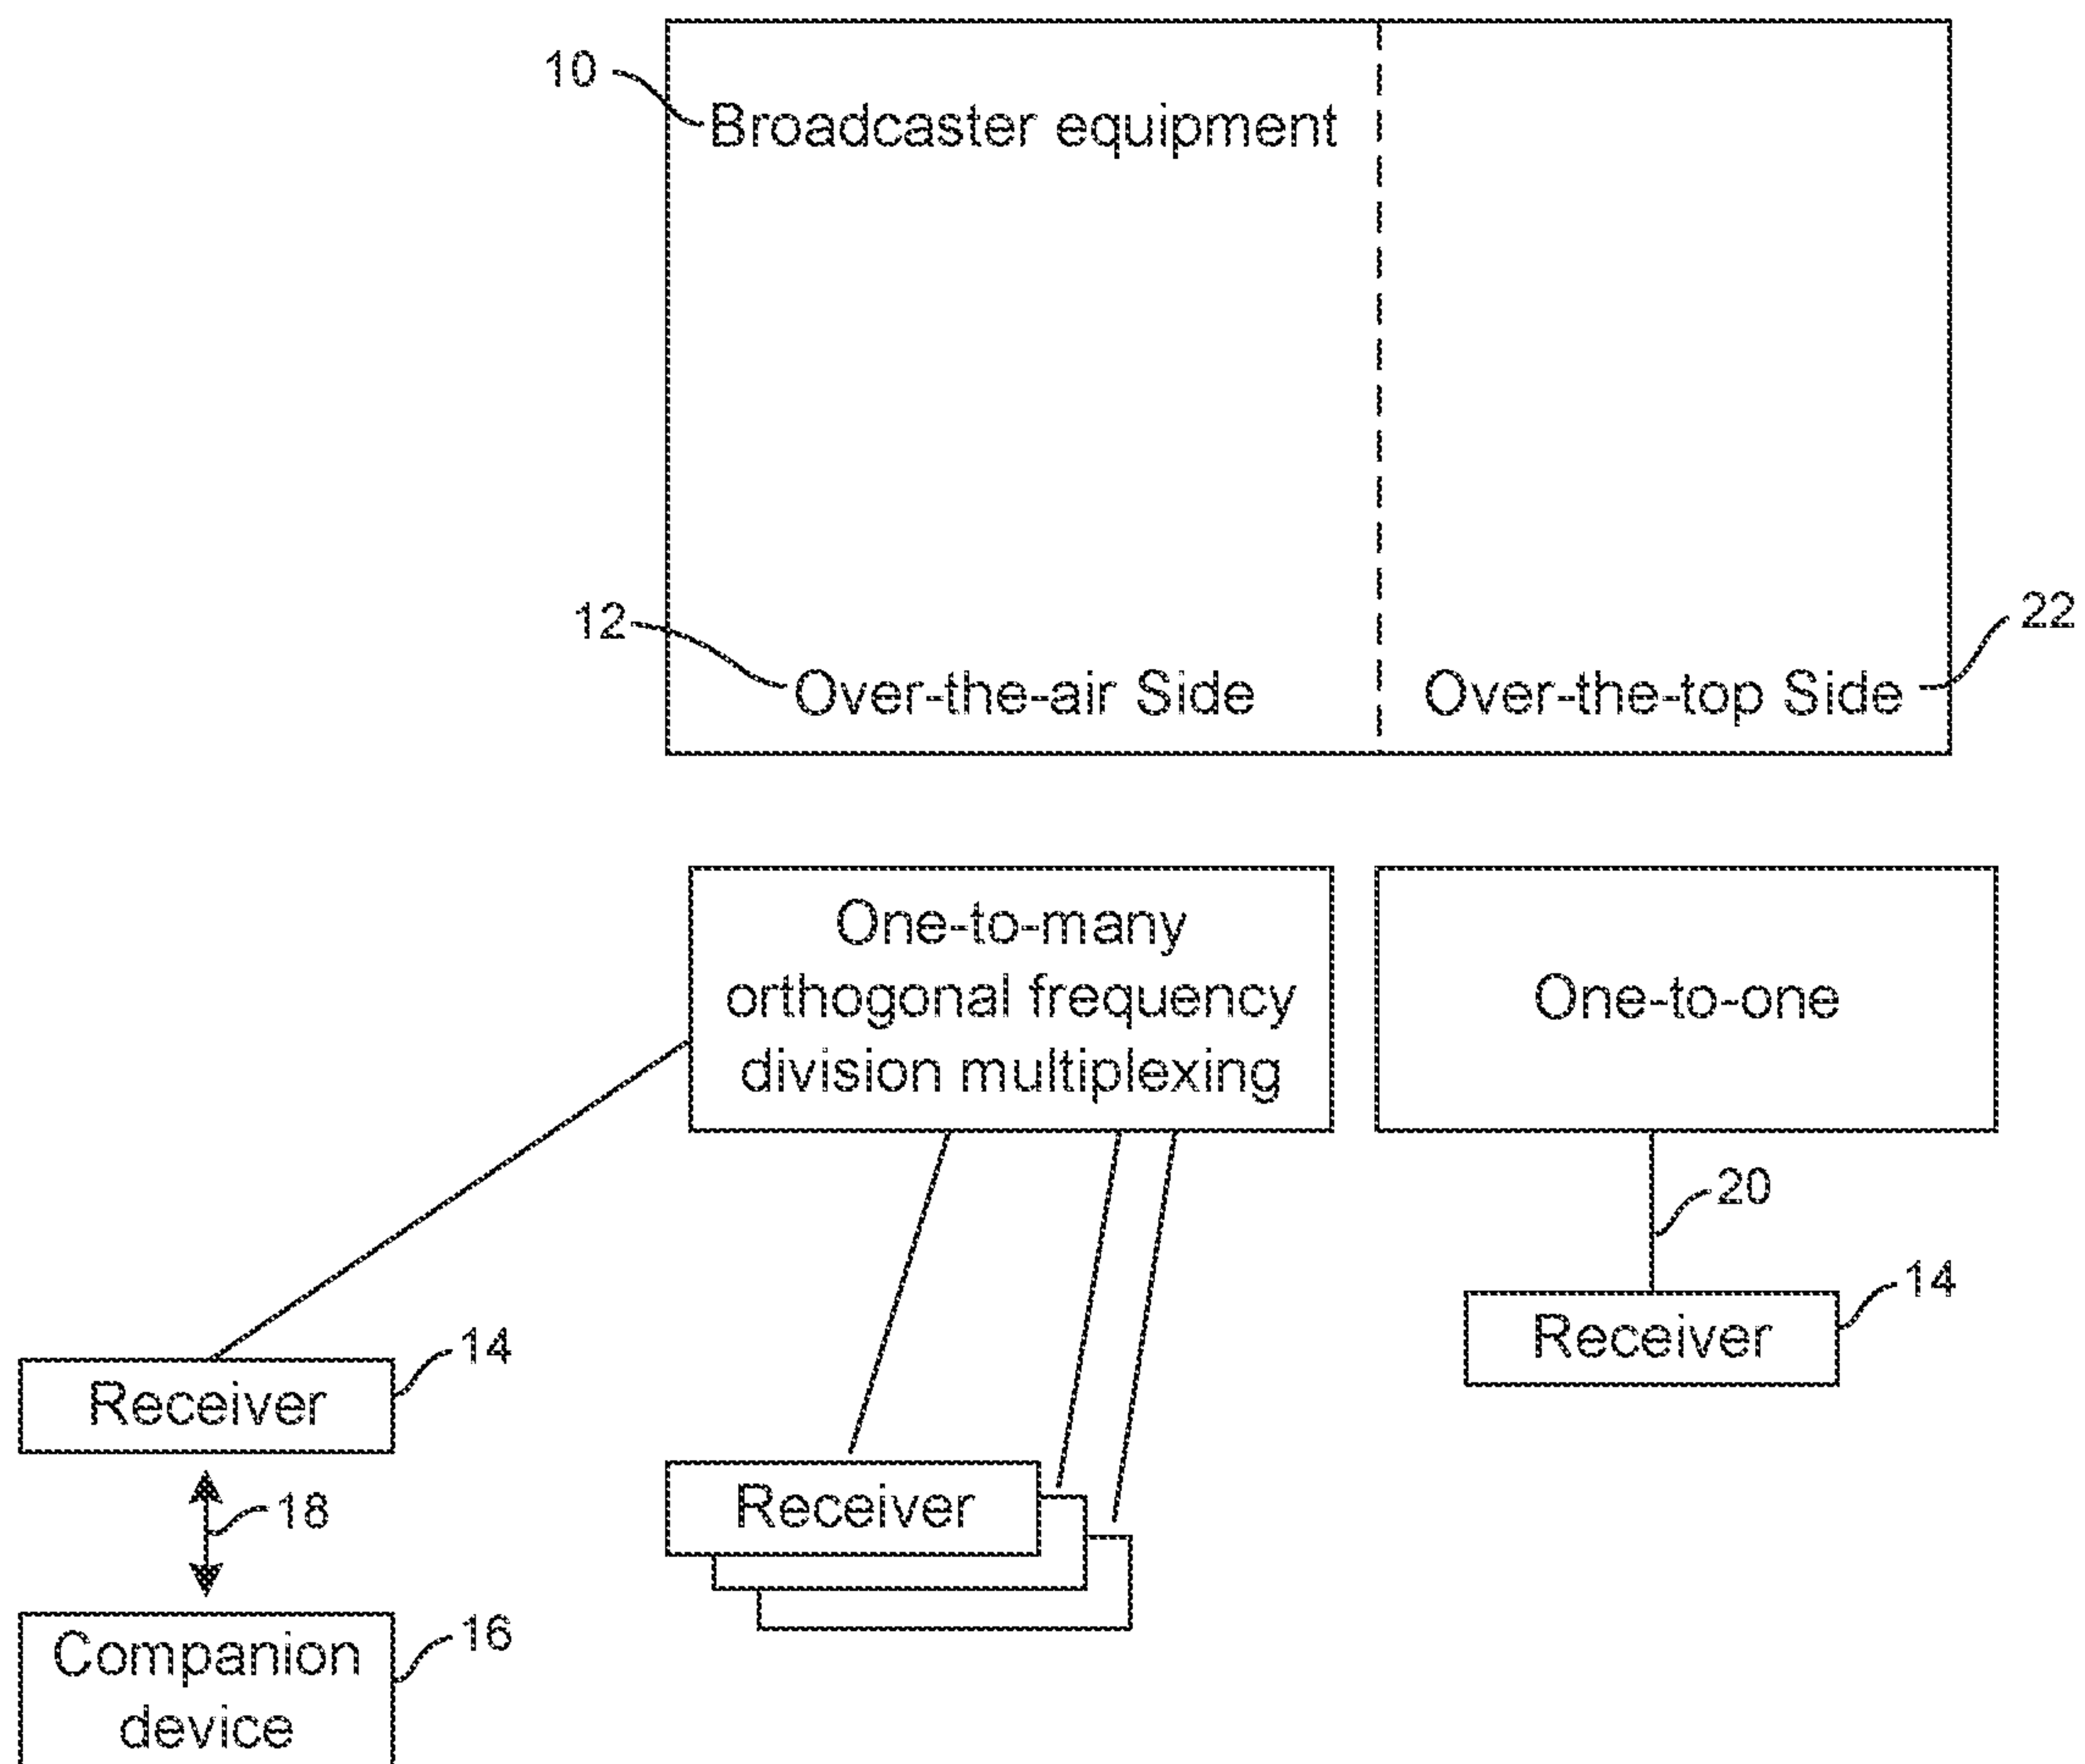 10
Broadcaster equipment
12
22
Over-the-air Side
Over-the-top Side
One-to-many
orthogonal frequency
division multiplexing
One-to-one
20
14
Receiver
14
Receiver
18
Receiver
16
Companion
device